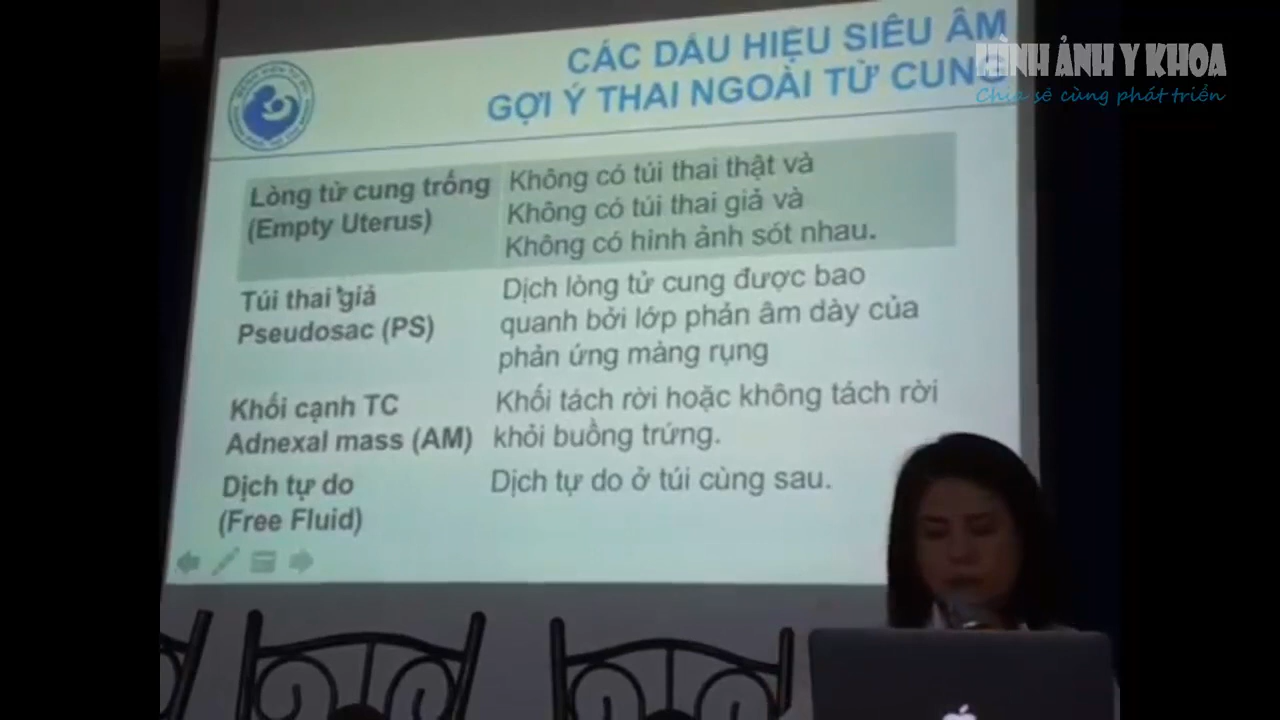 CÁC DẤU HIỆU SIÊU ÂM
GỢI Ý THAI NGOÀI TỬ CUNG
HÌNH ẢNH Y KHOA
Chia sẻ cùng phát triển
Lòng tử cung trống
(Empty Uterus)
Không có túi thai thật và
Không có túi thai giả và
Không có hình ảnh sót nhau.
Túi thai giả
Pseudosac (PS)
Dịch lòng tử cung được bao
quanh bởi lớp phản âm dày của
phản ứng màng rụng
Khối cạnh TC
Adnexal mass (AM)
Khối tách rời hoặc không tách rời
khỏi buồng trứng.
Dịch tự do
(Free Fluid)
Dịch tự do ở túi cùng sau.